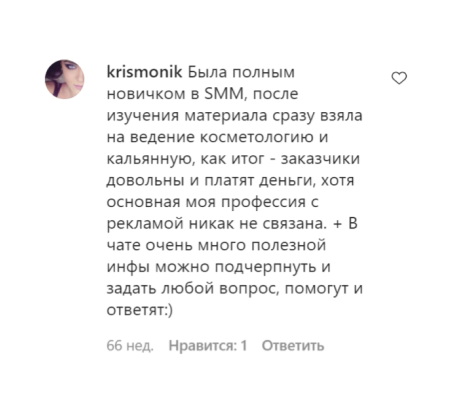 krismonik Была полным
новичком в SMM, после
изучения материала сразу взяла
на ведение косметологию и
кальянную, как итог - заказчики
довольны и платят деньги, хотя
основная моя профессия с
рекламой никак не связана. + В
чате очень много полезной
инфы можно подчерпнуть и
задать любой вопрос, помогут и
ответят:)
66 нед. Нравится: 1 Ответить